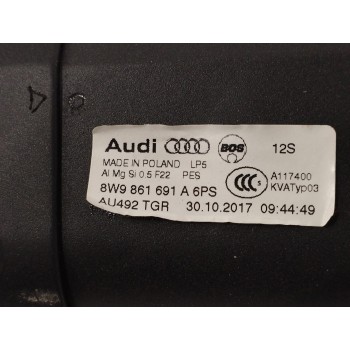 Audi BOS 12S
MADE IN POLAND LP5
Al Mg Si 0.5 F22 PES
8W9 861 691 A 6PS
CCC A117400
KVATyp03
AU492 TGR 30.10.2017 09:44:49